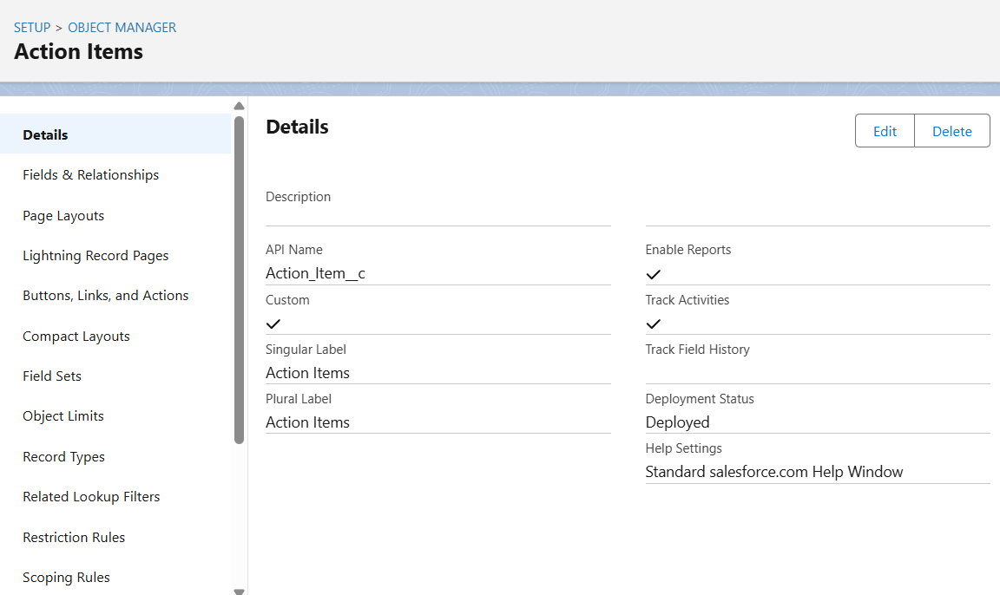 SETUP > OBJECT MANAGER
Action Items
Details
Fields & Relationships
Page Layouts
Lightning Record Pages
Buttons, Links, and Actions
Compact Layouts
Field Sets
Object Limits
Record Types
Related Lookup Filters
Restriction Rules
Scoping Rules
Details
Edit
Delete
Description
API Name
Action_Item__c
Custom
Singular Label
Action Items
Plural Label
Action Items
Enable Reports
Track Activities
Track Field History
Deployment Status
Deployed
Help Settings
Standard salesforce.com Help Window